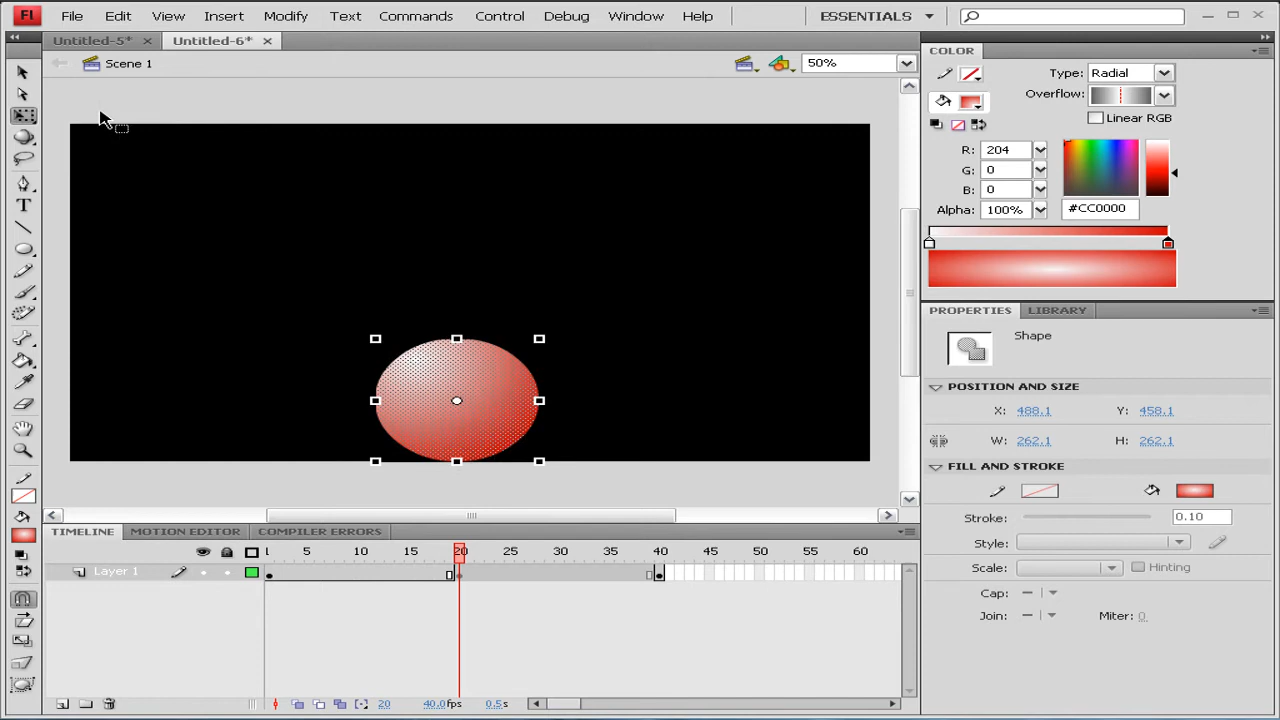 Fl File Edit View Insert Modify Text Commands Control Debug Window Help ESSENTIALS
Untitled-5* Untitled-6*
Scene 1 50%
COLOR
Type: Radial
Overflow:
Linear RGB
R: 204
G: 0
B: 0
Alpha: 100% #CC0000
PROPERTIES LIBRARY
Shape
POSITION AND SIZE
X: 488.1 Y: 458.1
W: 262.1 H: 262.1
FILL AND STROKE
Stroke: 0.10
Style:
Scale: Hinting
Cap:
Join: Miter: 0
TIMELINE MOTION EDITOR COMPILER ERRORS
1 5 10 15 20 25 30 35 40 45 50 55 60
Layer 1
20 40.0fps 0.5s